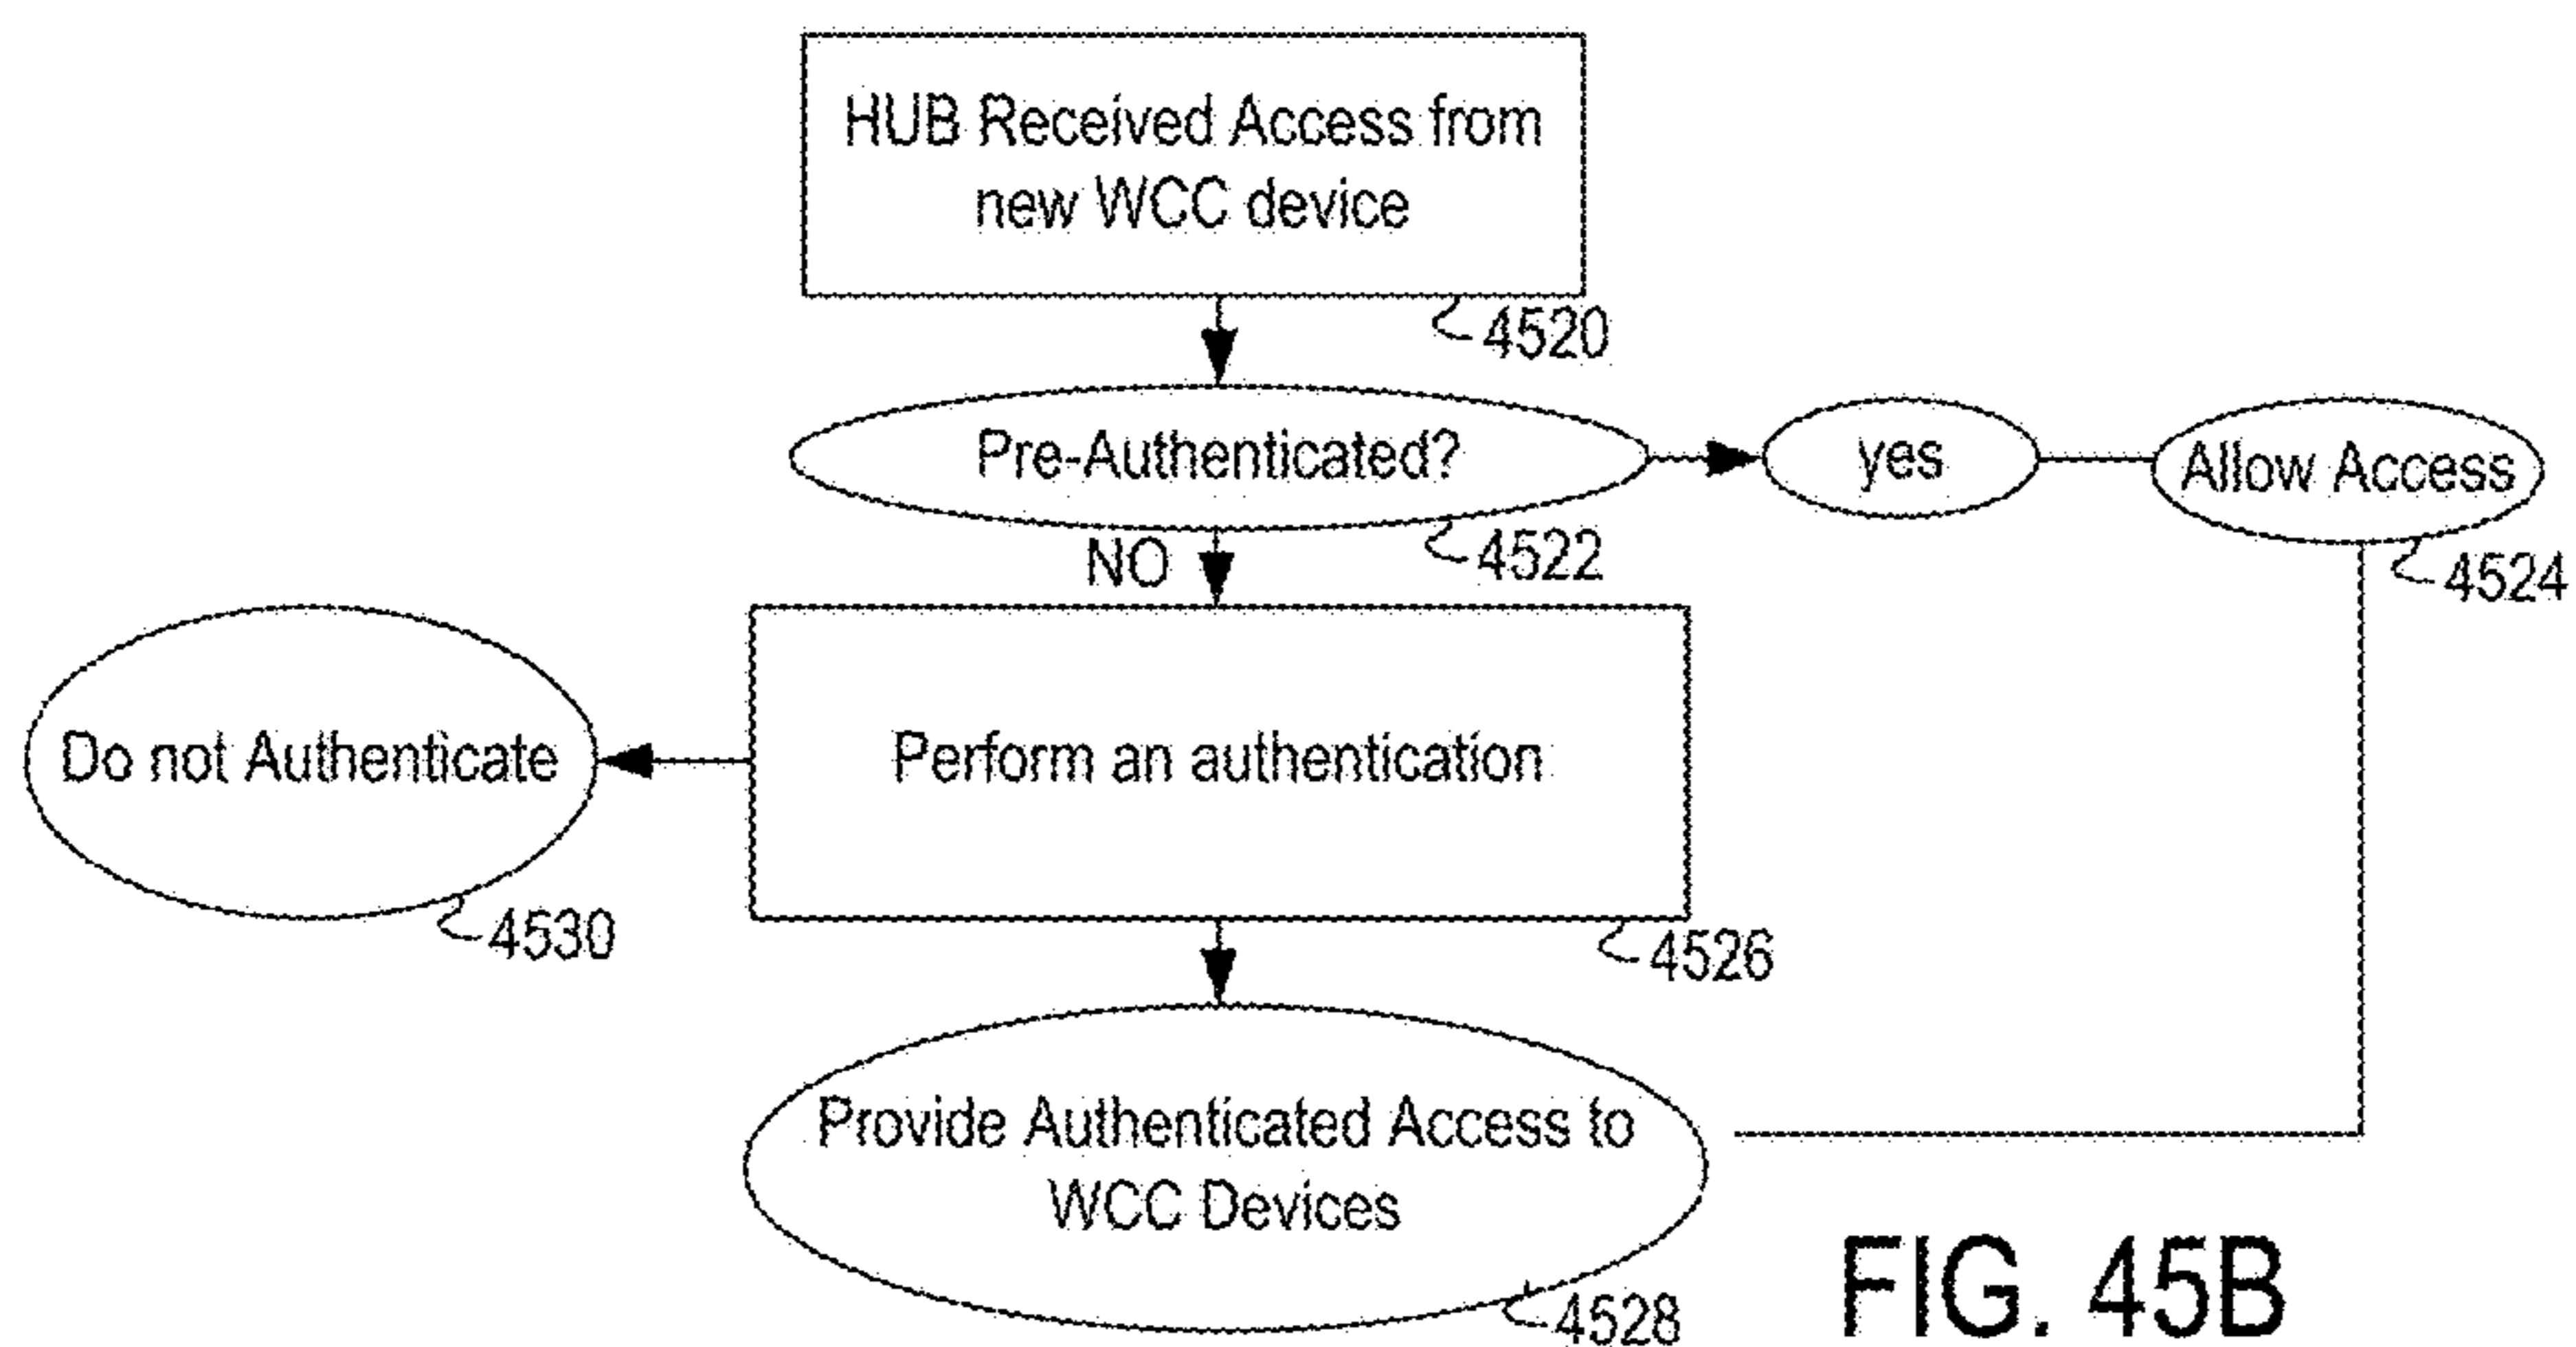 HUB Received Access from
new WCC device
4520
Pre-Authenticated?
yes
Allow Access
NO
4522
4524
Do not Authenticate
Perform an authentication
4530
4526
Provide Authenticated Access to
WCC Devices
4528
FIG. 45B